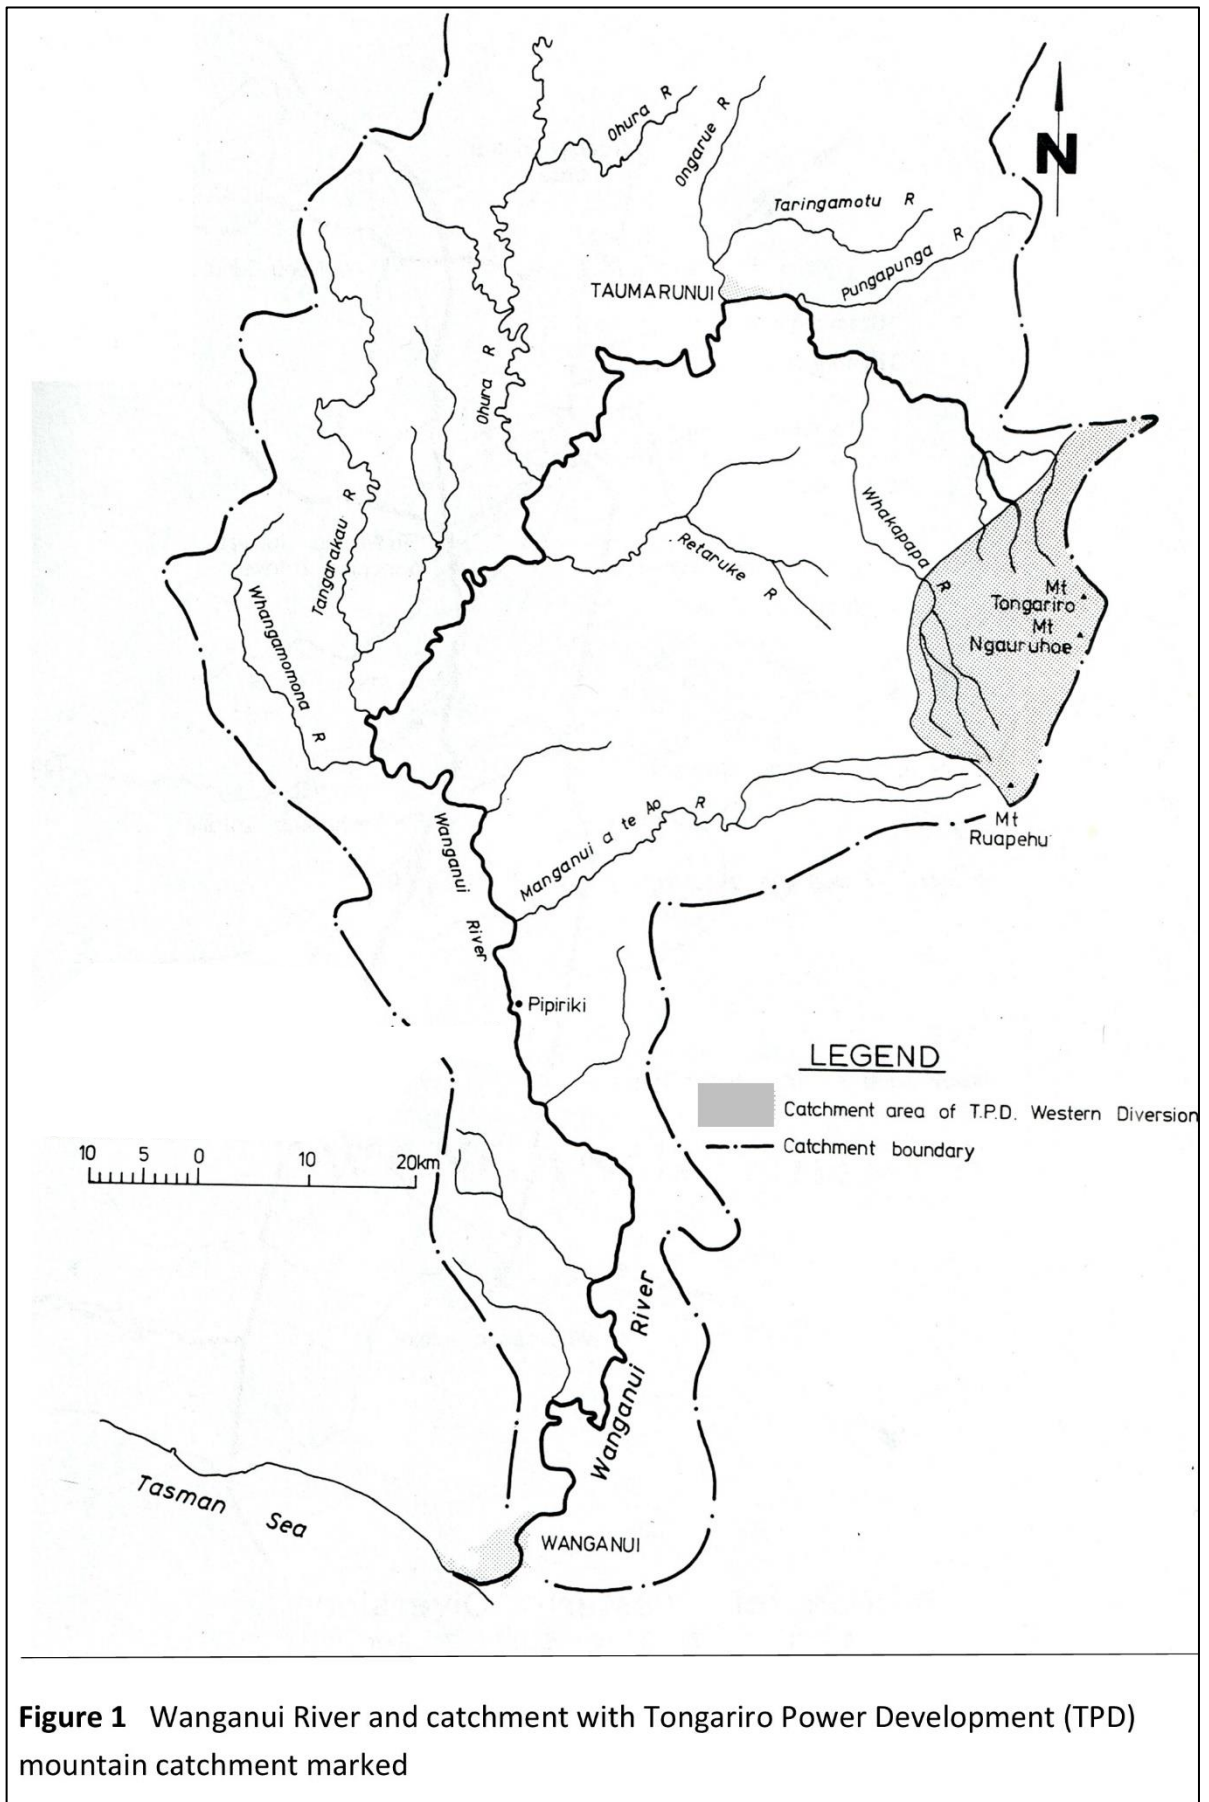 Ohura R
Ongarue R
N
Taringamotu R
Pungapunga R
TAUMARUNUI
Ohura R
Whakapapa R
Tangarakau R
Retaruke R
Whangamomona R
Mt
Tongariro
Mt
Ngauruhoe
Manganui a te Ao R
Mt
Ruapehu
Wanganui River
Pipiriki
LEGEND
Catchment area of T.P.D. Western Diversion
Catchment boundary
10 5 0 10 20km
Wanganui River
Tasman Sea
WANGANUI
Figure 1 Wanganui River and catchment with Tongariro Power Development (TPD)
mountain catchment marked